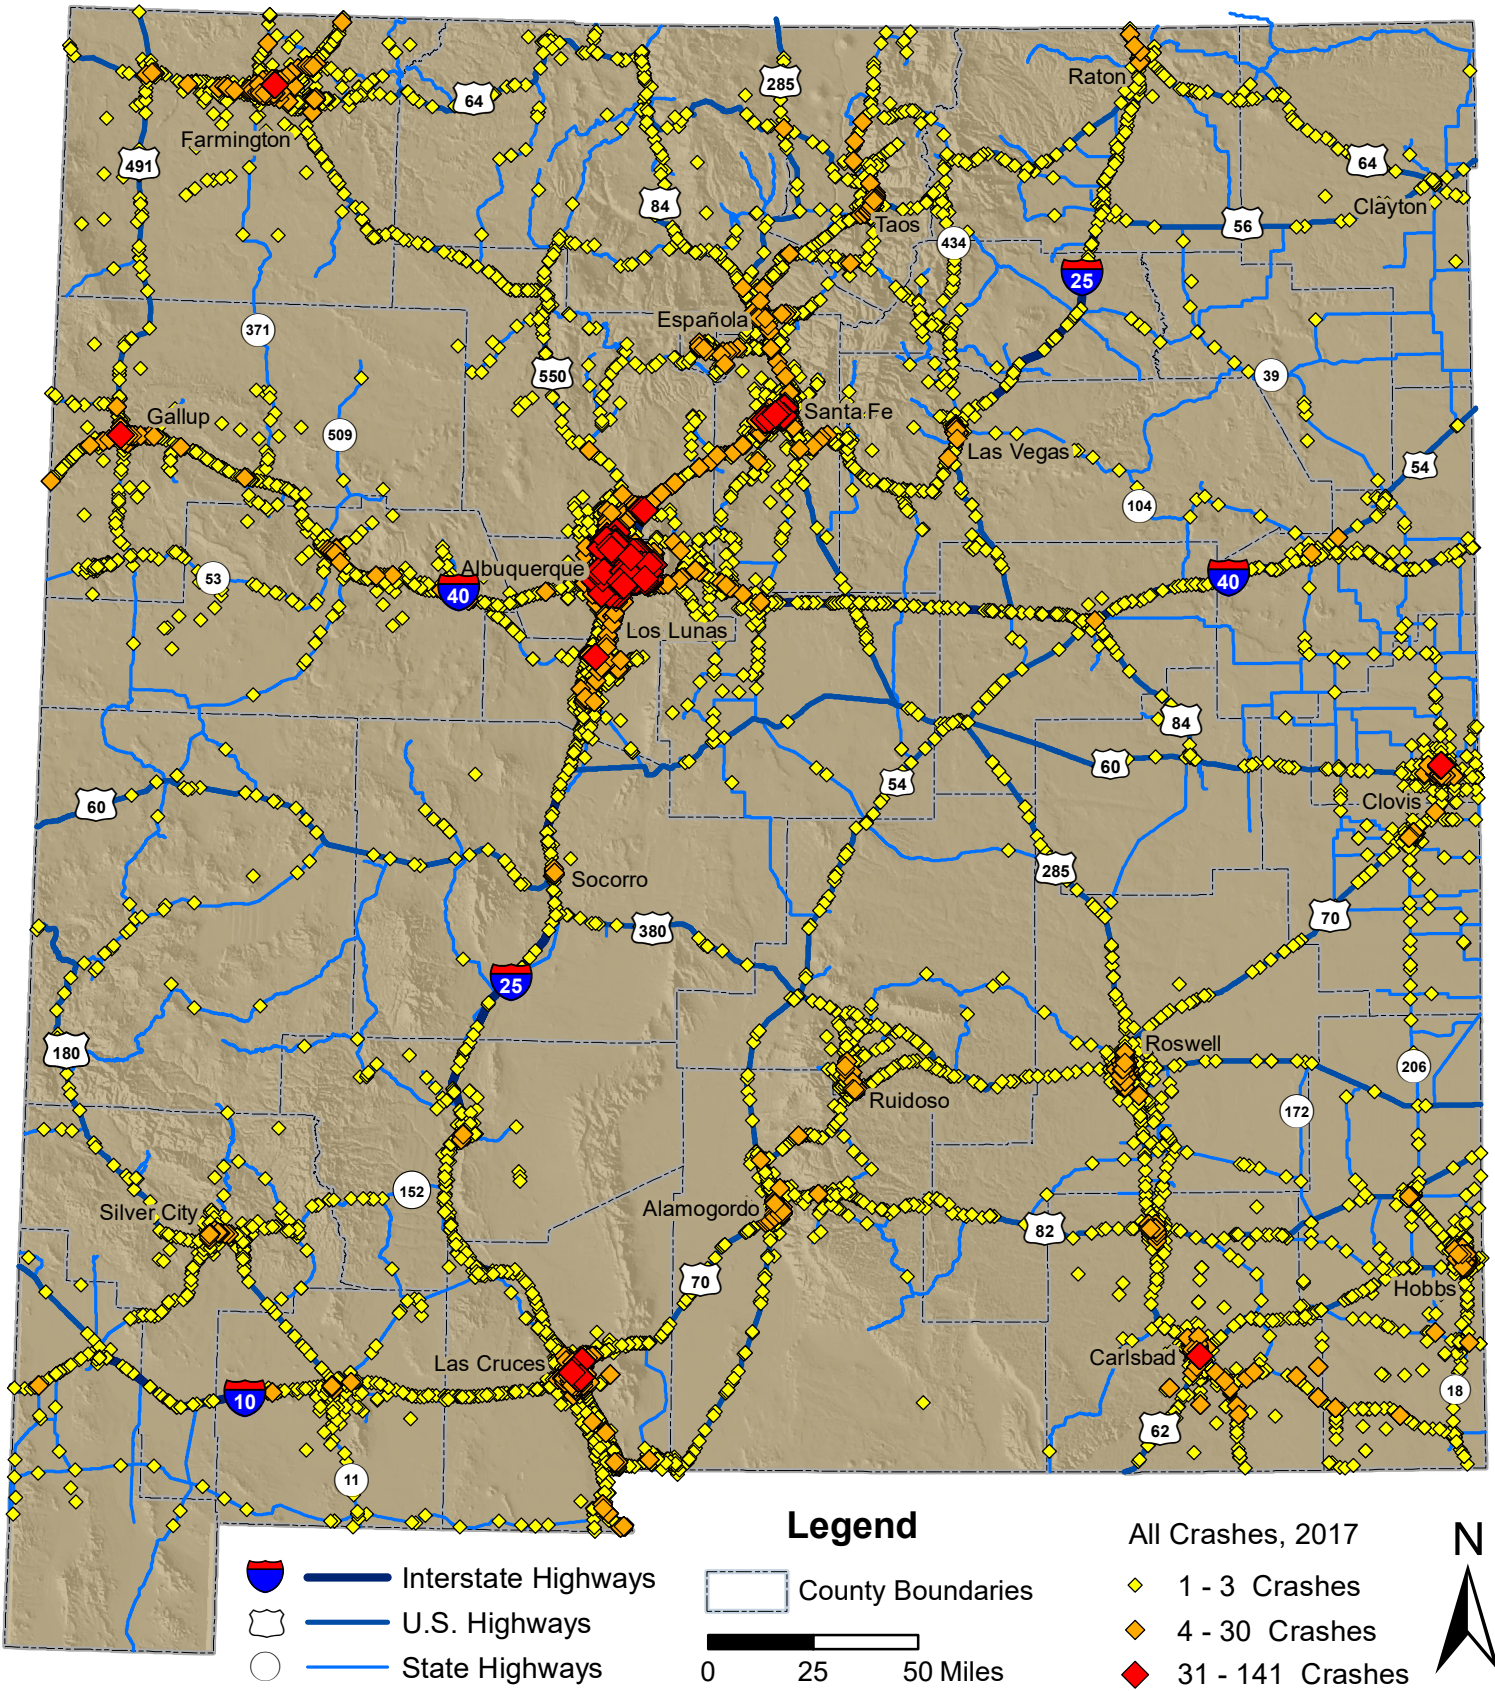 285
Raton
64
Farmington
491
64
Clayton
84
Taos
56
434
25
371
Española
550
39
Gallup
Santa Fe
509
Las Vegas
54
104
Albuquerque
53
40
40
Los Lunas
84
60
54
60
Clovis
Socorro
285
70
380
25
180
Roswell
206
Ruidoso
172
152
Silver City
Alamogordo
82
70
Hobbs
Las Cruces
Carlsbad
10
18
62
11
Legend
Interstate Highways
U.S. Highways
State Highways
County Boundaries
0 25 50 Miles
All Crashes, 2017
1 - 3 Crashes
4 - 30 Crashes
31 - 141 Crashes
N